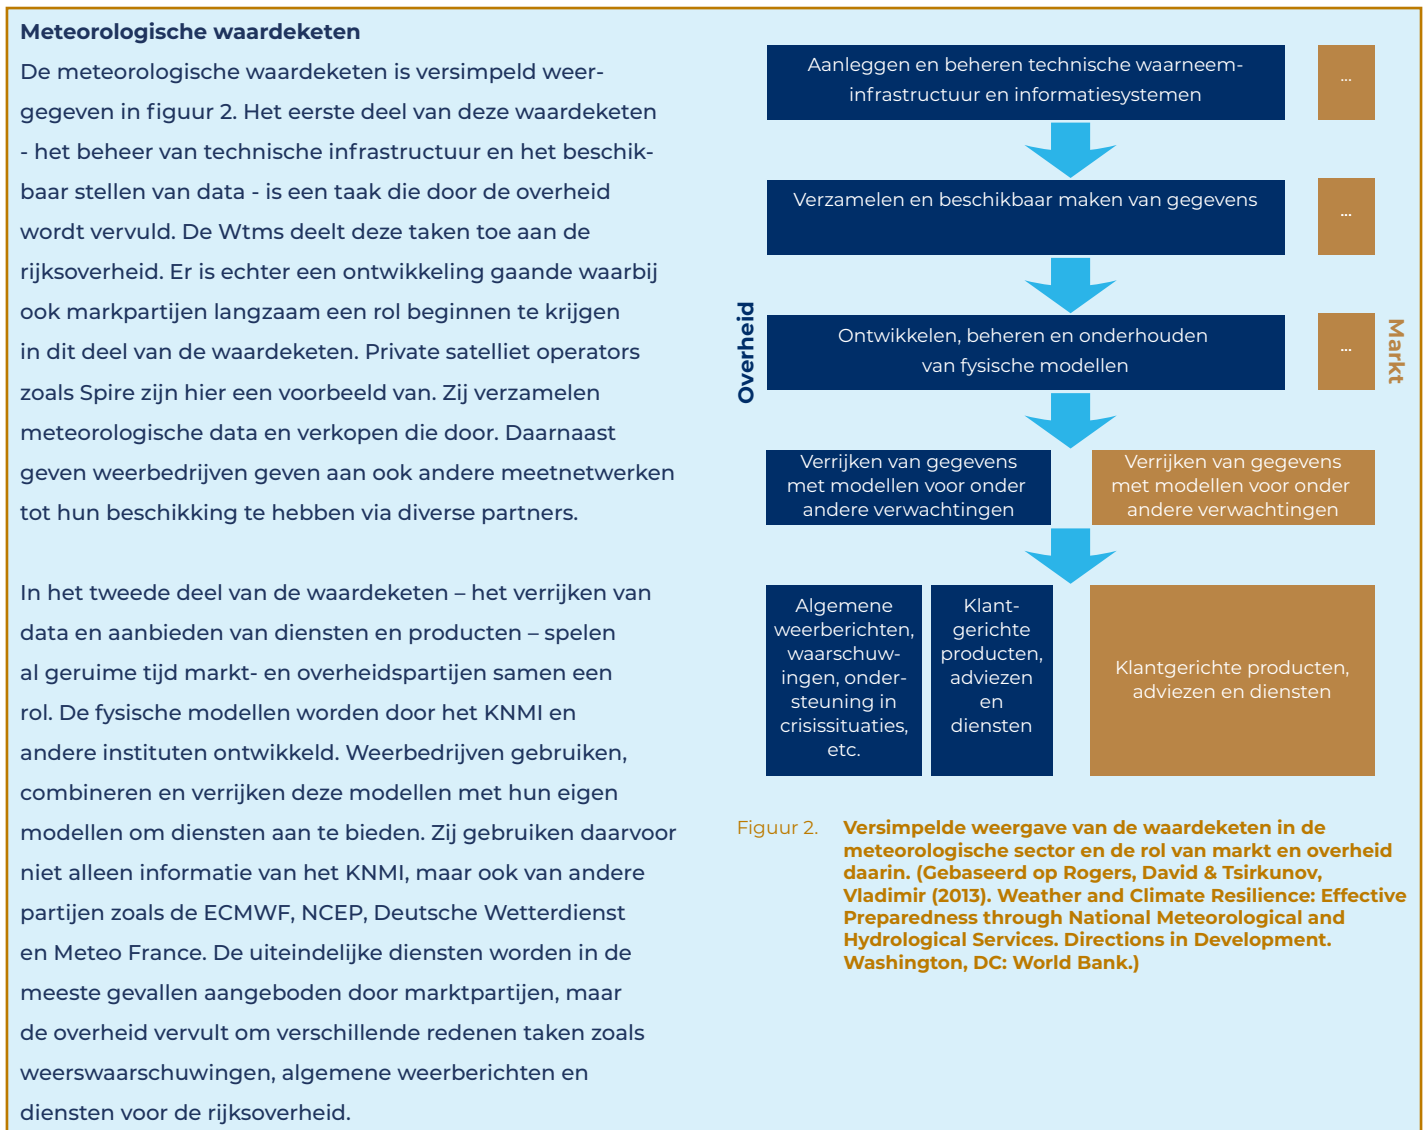 Meteorologische waardeketen
De meteorologische waardeketen is versimpeld weer-
gegeven in figuur 2. Het eerste deel van deze waardeketen
- het beheer van technische infrastructuur en het beschik-
baar stellen van data - is een taak die door de overheid
wordt vervuld. De Wtms deelt deze taken toe aan de
rijksoverheid. Er is echter een ontwikkeling gaande waarbij
ook markpartijen langzaam een rol beginnen te krijgen
in dit deel van de waardeketen. Private satelliet operators
zoals Spire zijn hier een voorbeeld van. Zij verzamelen
meteorologische data en verkopen die door. Daarnaast
geven weerbedrijven geven aan ook andere meetnetwerken
tot hun beschikking te hebben via diverse partners.
In het tweede deel van de waardeketen – het verrijken van
data en aanbieden van diensten en producten – spelen
al geruime tijd markt- en overheidspartijen samen een
rol. De fysische modellen worden door het KNMI en
andere instituten ontwikkeld. Weerbedrijven gebruiken,
combineren en verrijken deze modellen met hun eigen
modellen om diensten aan te bieden. Zij gebruiken daarvoor
niet alleen informatie van het KNMI, maar ook van andere
partijen zoals de ECMWF, NCEP, Deutsche Wetterdienst
en Meteo France. De uiteindelijke diensten worden in de
meeste gevallen aangeboden door marktpartijen, maar
de overheid vervult om verschillende redenen taken zoals
weerswaarschuwingen, algemene weerberichten en
diensten voor de rijksoverheid.
Overheid
Aanleggen en beheren technische waarneem-
infrastructuur en informatiesystemen
...
Verzamelen en beschikbaar maken van gegevens
...
Ontwikkelen, beheren en onderhouden
van fysische modellen
...
Markt
Verrijken van gegevens
met modellen voor onder
andere verwachtingen
Verrijken van gegevens
met modellen voor onder
andere verwachtingen
Algemene
weerberichten,
waarschuw-
ingen, onder-
steuning in
crisissituaties,
etc.
Klant-
gerichte
producten,
adviezen
en
diensten
Klantgerichte producten,
adviezen en diensten
Figuur 2. Versimpelde weergave van de waardeketen in de
meteorologische sector en de rol van markt en overheid
daarin. (Gebaseerd op Rogers, David & Tsirkunov,
Vladimir (2013). Weather and Climate Resilience: Effective
Preparedness through National Meteorological and
Hydrological Services. Directions in Development.
Washington, DC: World Bank.)